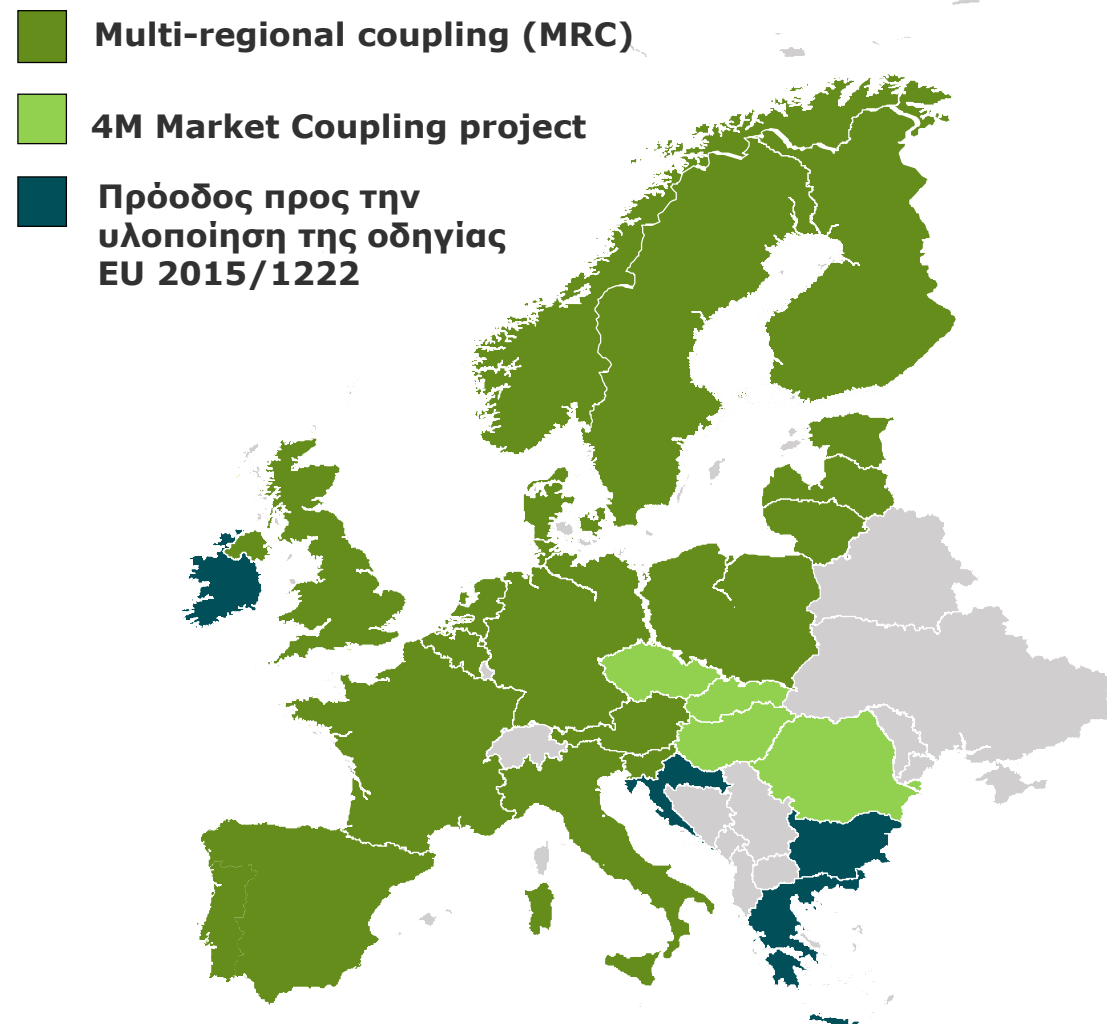 Multi-regional coupling (MRC)
4M Market Coupling project
Πρόοδος προς την
υλοποίηση της οδηγίας
EU 2015/1222